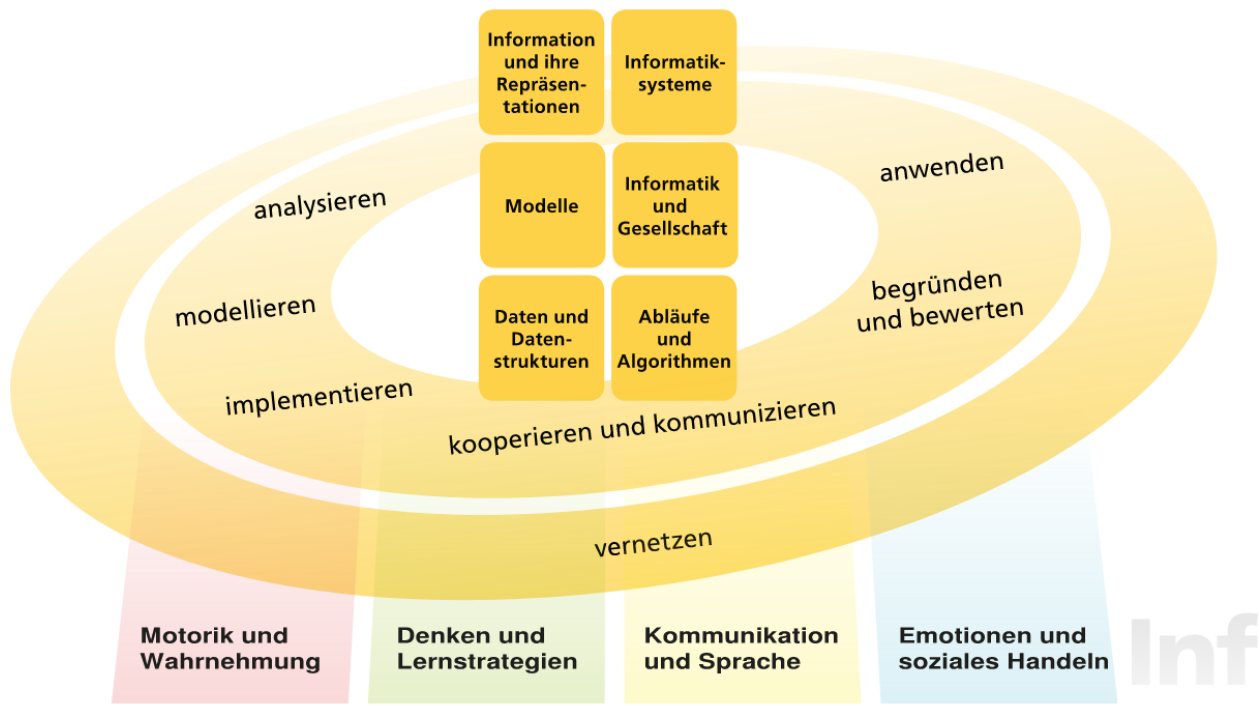 Information
und ihre
Repräsen-
tationen
Informatik-
systeme
Modelle
Informatik
und
Gesellschaft
Daten und
Daten-
strukturen
Abläufe
und
Algorithmen
analysieren
modellieren
implementieren
kooperieren und kommunizieren
anwenden
begründen
und bewerten
vernetzen
Motorik und
Wahrnehmung
Denken und
Lernstrategien
Kommunikation
und Sprache
Emotionen und
soziales Handeln
Inf